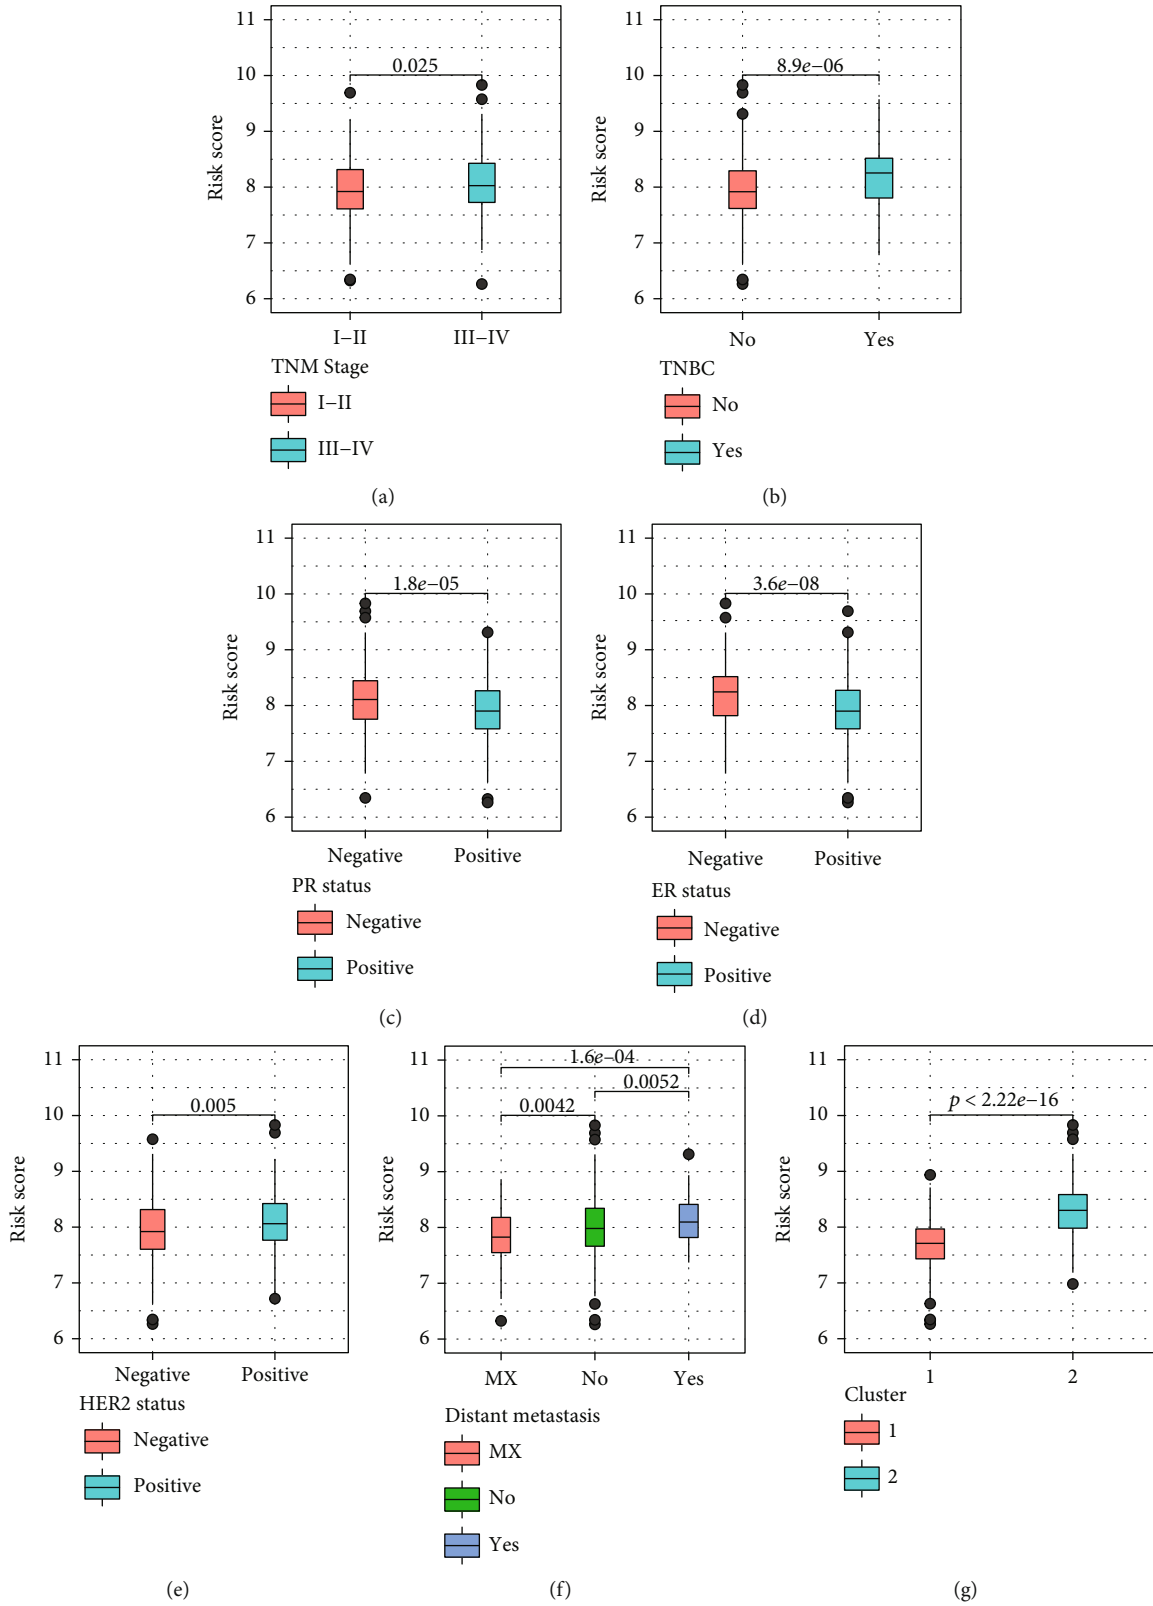 11
10
9
8
7
6
Risk score
0.025
I–II
III–IV
TNM Stage
I–II
III–IV
(a)
11
10
9
8
7
6
Risk score
8.9e–06
No
Yes
TNBC
No
Yes
(b)
11
10
9
8
7
6
Risk score
1.8e–05
Negative
Positive
PR status
Negative
Positive
(c)
11
10
9
8
7
6
Risk score
3.6e–08
Negative
Positive
ER status
Negative
Positive
(d)
11
10
9
8
7
6
Risk score
0.005
Negative
Positive
HER2 status
Negative
Positive
(e)
11
10
9
8
7
6
Risk score
1.6e–04
0.0052
0.0042
MX
No
Yes
Distant metastasis
MX
No
Yes
(f)
11
10
9
8
7
6
Risk score
p < 2.22e–16
1
2
Cluster
1
2
(g)